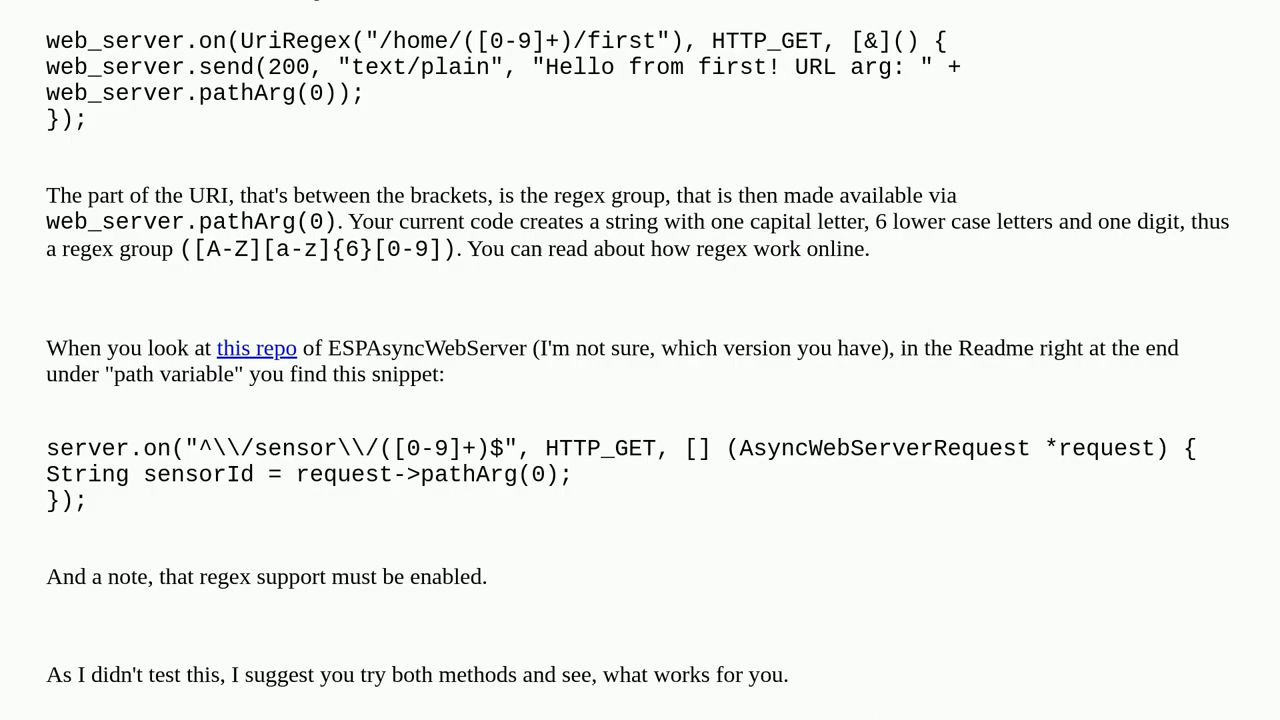 web_server.on(UriRegex("/home/([0-9]+)/first"), HTTP_GET, [&]() {
web_server.send(200, "text/plain", "Hello from first! URL arg: " +
web_server.pathArg(0));
});
The part of the URI, that's between the brackets, is the regex group, that is then made available via
web_server.pathArg(0). Your current code creates a string with one capital letter, 6 lower case letters and one digit, thus
a regex group ([A-Z][a-z]{6}[0-9]). You can read about how regex work online.
When you look at this repo of ESPAsyncWebServer (I'm not sure, which version you have), in the Readme right at the end
under "path variable" you find this snippet:
server.on("^\\/sensor\\/([0-9]+)$", HTTP_GET, [] (AsyncWebServerRequest *request) {
String sensorId = request->pathArg(0);
});
And a note, that regex support must be enabled.
As I didn't test this, I suggest you try both methods and see, what works for you.